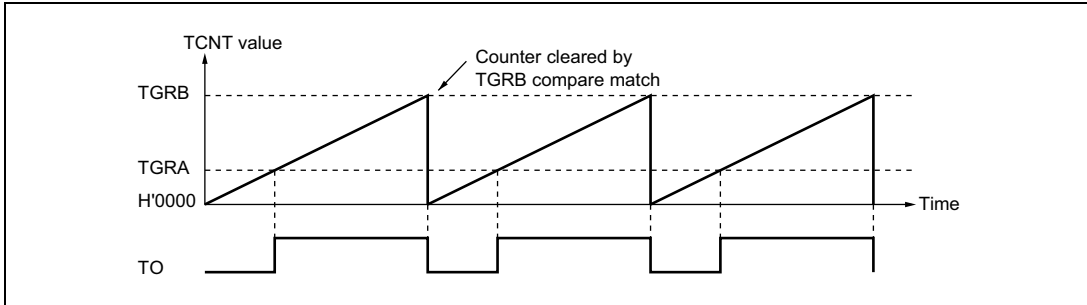 TCNT value
Counter cleared by
TGRB compare match
TGRB
TGRA
H'0000
Time
TO